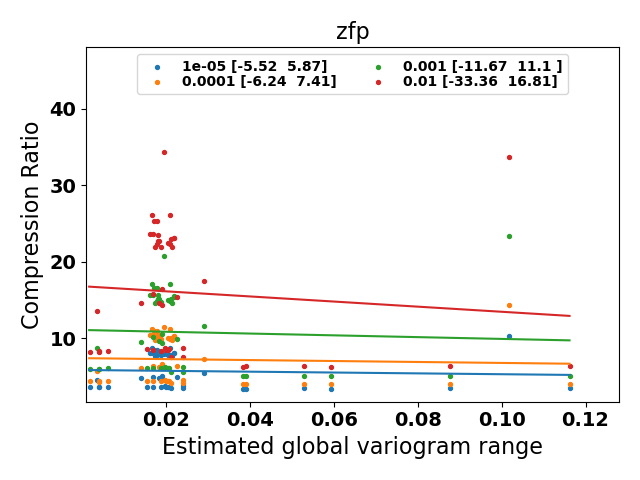 zfp
1e-05 [-5.52  5.87]
0.0001 [-6.24  7.41]
0.001 [-11.67  11.1 ]
0.01 [-33.36  16.81]
Compression Ratio
40
30
20
10
0.02 0.04 0.06 0.08 0.10 0.12
Estimated global variogram range